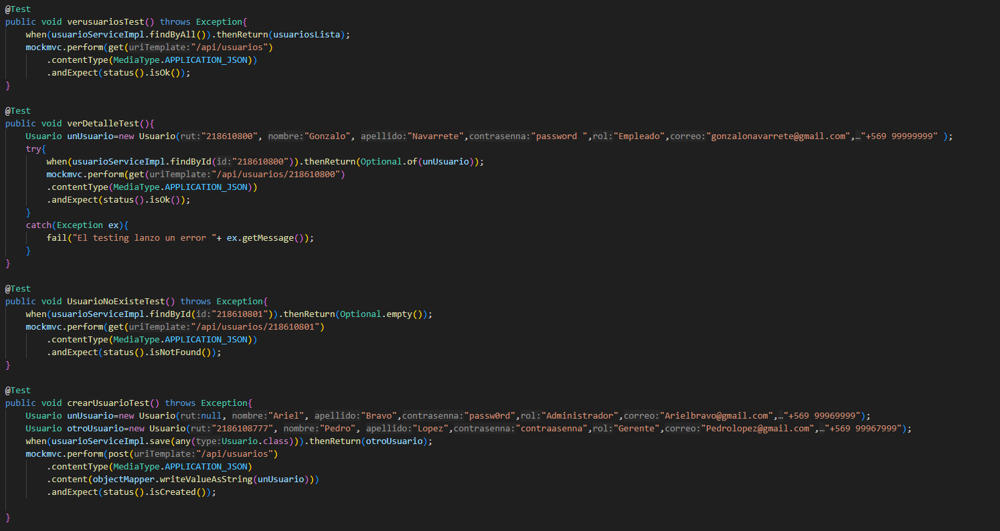 @Test
public void verusuariosTest() throws Exception{
when(usuarioServiceImpl.findByAll()).thenReturn(usuariosLista);
mockmvc.perform(get(uriTemplate:"/api/usuarios")
.contentType(MediaType.APPLICATION_JSON))
.andExpect(status().isOk());
}
@Test
public void verDetalleTest(){
Usuario unUsuario=new Usuario(rut:"218610800", nombre:"Gonzalo", apellido:"Navarrete",contrasenna:"password ",rol:"Empleado",correo:"gonzalonavarrete@gmail.com",…"+569 99999999" );
try{
when(usuarioServiceImpl.findById(id:"218610800")).thenReturn(Optional.of(unUsuario));
mockmvc.perform(get(uriTemplate:"/api/usuarios/218610800")
.contentType(MediaType.APPLICATION_JSON))
.andExpect(status().isOk());
}
catch(Exception ex){
fail("El testing lanzo un error "+ ex.getMessage());
}
}
@Test
public void UsuarioNoExisteTest() throws Exception{
when(usuarioServiceImpl.findById(id:"218610801")).thenReturn(Optional.empty());
mockmvc.perform(get(uriTemplate:"/api/usuarios/218610801")
.contentType(MediaType.APPLICATION_JSON))
.andExpect(status().isNotFound());
}
@Test
public void crearUsuarioTest() throws Exception{
Usuario unUsuario=new Usuario(rut:null, nombre:"Ariel", apellido:"Bravo",contrasenna:"passw0rd",rol:"Administrador",correo:"Arielbravo@gmail.com",…"+569 99969999");
Usuario otroUsuario=new Usuario(rut:"2186108777", nombre:"Pedro", apellido:"Lopez",contrasenna:"contraasenna",rol:"Gerente",correo:"Pedrolopez@gmail.com",…"+569 99967999");
when(usuarioServiceImpl.save(any(type:Usuario.class))).thenReturn(otroUsuario);
mockmvc.perform(post(uriTemplate:"/api/usuarios")
.contentType(MediaType.APPLICATION_JSON)
.content(objectMapper.writeValueAsString(unUsuario)))
.andExpect(status().isCreated());
}